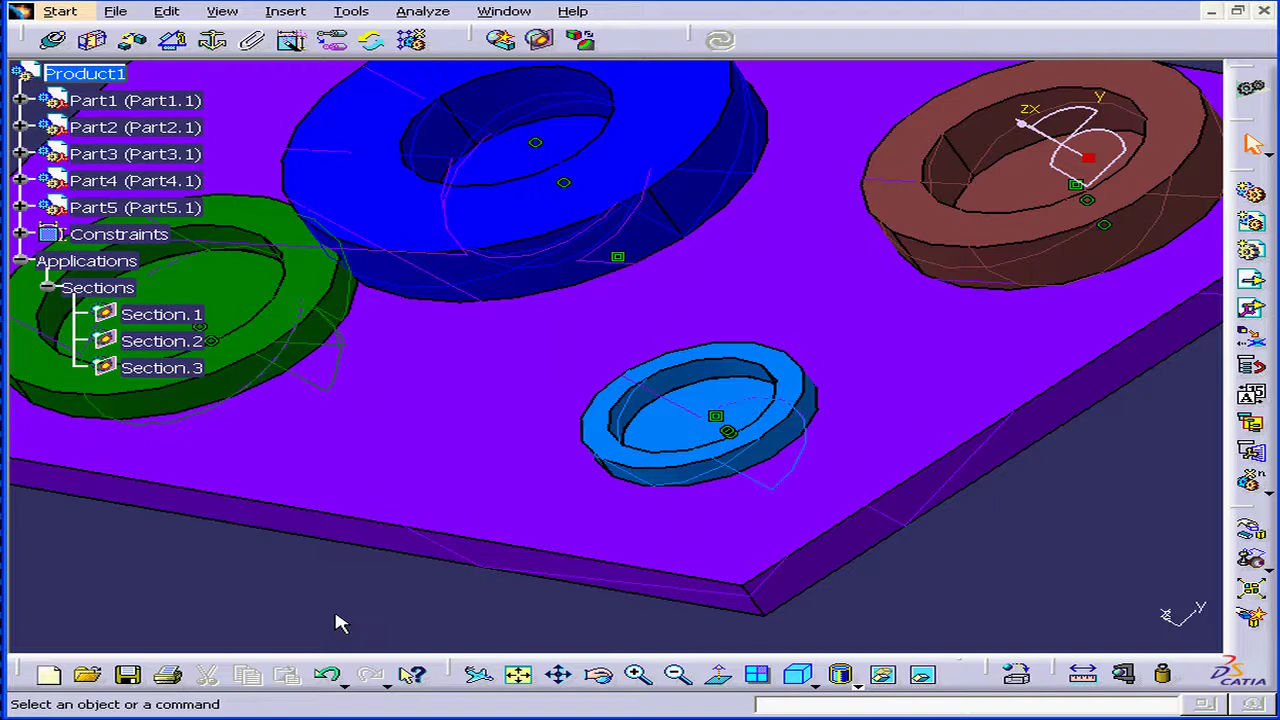 Start File Edit View Insert Tools Analyze Window Help
Product1
Part1 (Part1.1)
Part2 (Part2.1)
Part3 (Part3.1)
Part4 (Part4.1)
Part5 (Part5.1)
Constraints
Applications
Sections
Section.1
Section.2
Section.3
zx
y
z y
CATIA
Select an object or a command